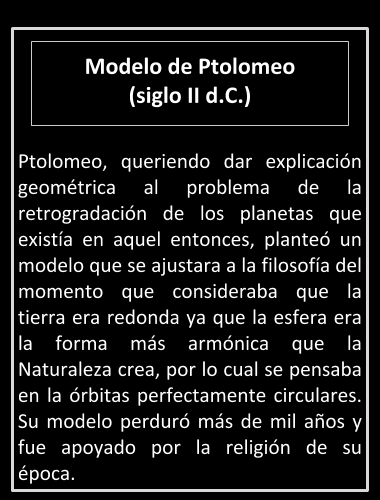 Modelo de Ptolomeo
(siglo II d.C.)
Ptolomeo, queriendo dar explicación
geométrica al problema de la
retrogradación de los planetas que
existía en aquel entonces, planteó un
modelo que se ajustara a la filosofía del
momento que consideraba que la
tierra era redonda ya que la esfera era
la forma más armónica que la
Naturaleza crea, por lo cual se pensaba
en la órbitas perfectamente circulares.
Su modelo perduró más de mil años y
fue apoyado por la religión de su
época.